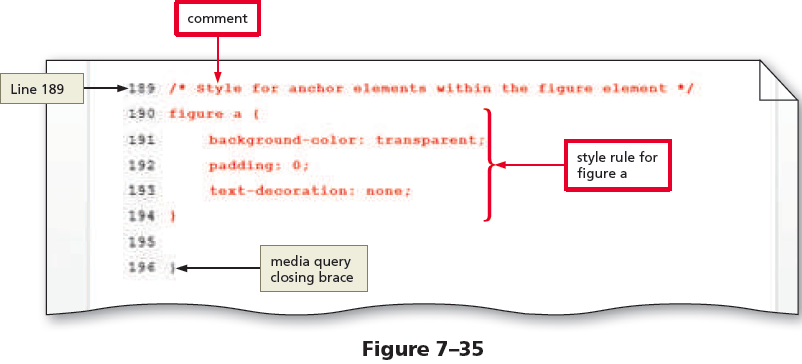 comment
Line 189
189 /* Style for anchor elements within the figure element */
190 figure a {
191 background-color: transparent;
192 padding: 0;
193 text-decoration: none;
194 }
195
196 }
style rule for
figure a
media query
closing brace
Figure 7–35